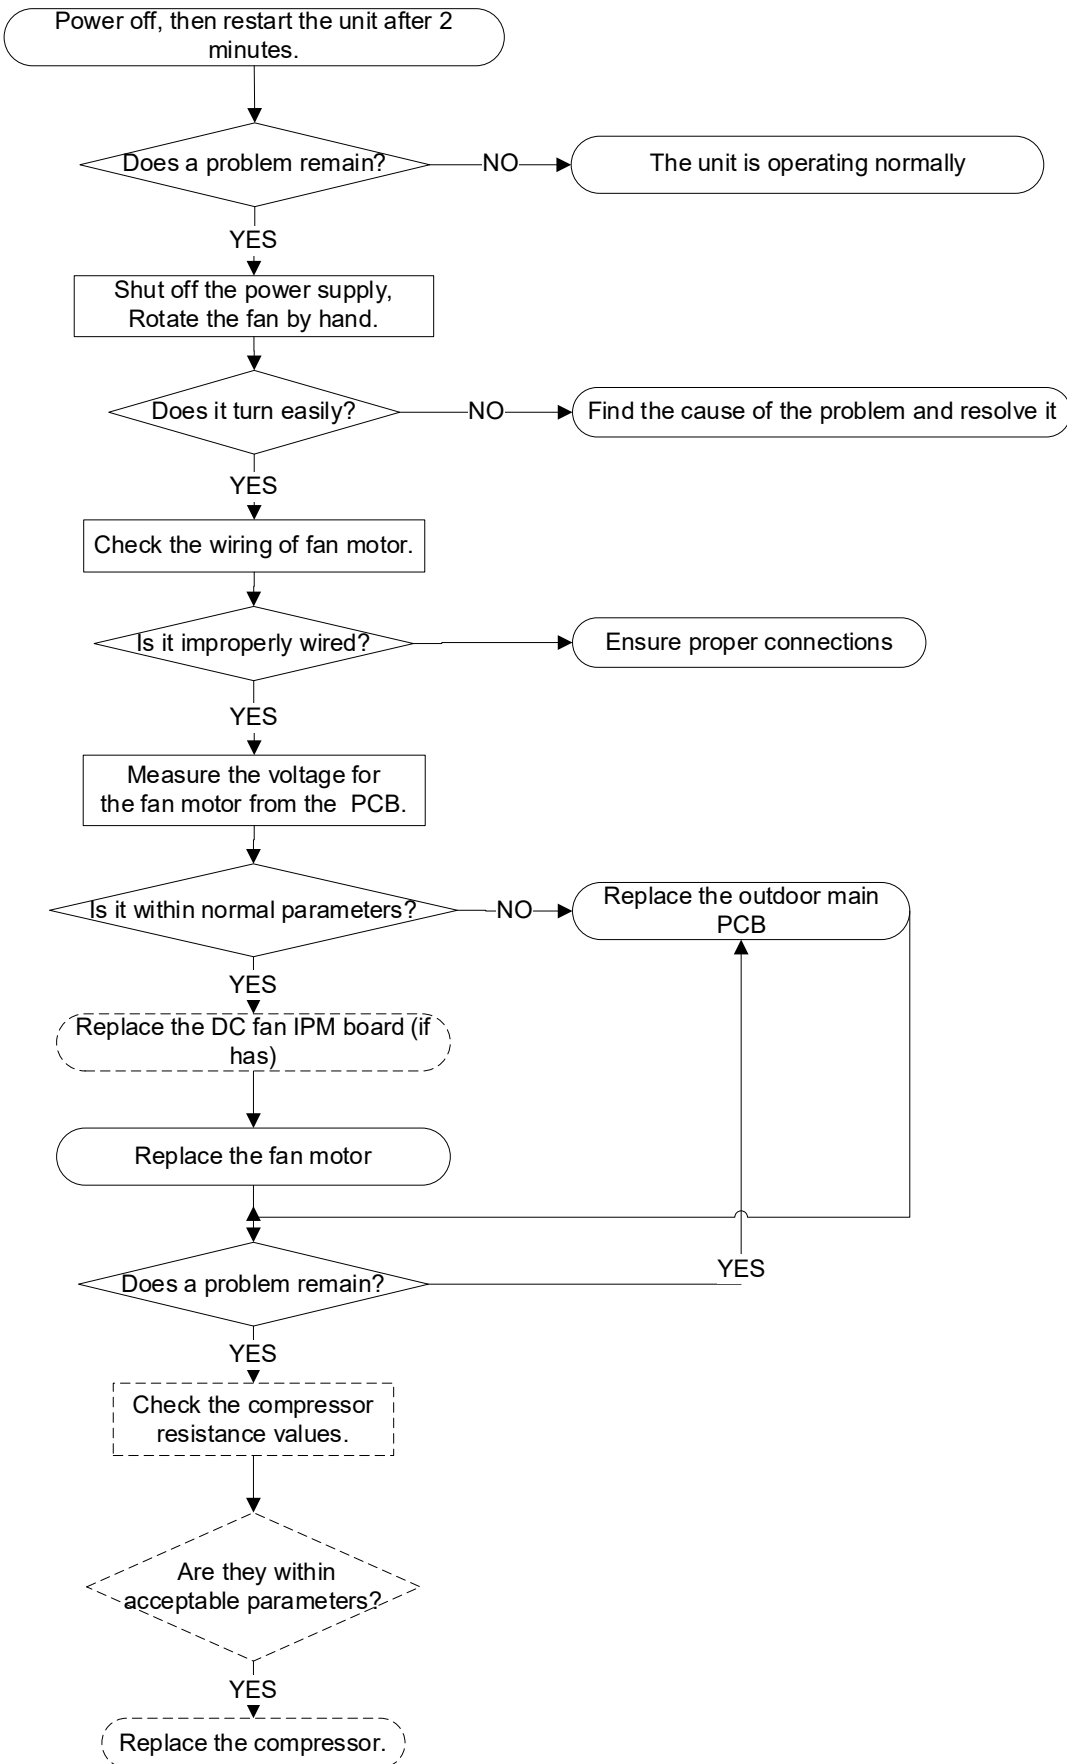 Power off, then restart the unit after 2
minutes.
Does a problem remain?
NO
The unit is operating normally
YES
Shut off the power supply,
Rotate the fan by hand.
Does it turn easily?
NO
Find the cause of the problem and resolve it
YES
Check the wiring of fan motor.
Is it improperly wired?
Ensure proper connections
YES
Measure the voltage for
the fan motor from the PCB.
Is it within normal parameters?
NO
Replace the outdoor main
PCB
YES
Replace the DC fan IPM board (if
has)
Replace the fan motor
Does a problem remain?
YES
YES
Check the compressor
resistance values.
Are they within
acceptable parameters?
YES
Replace the compressor.